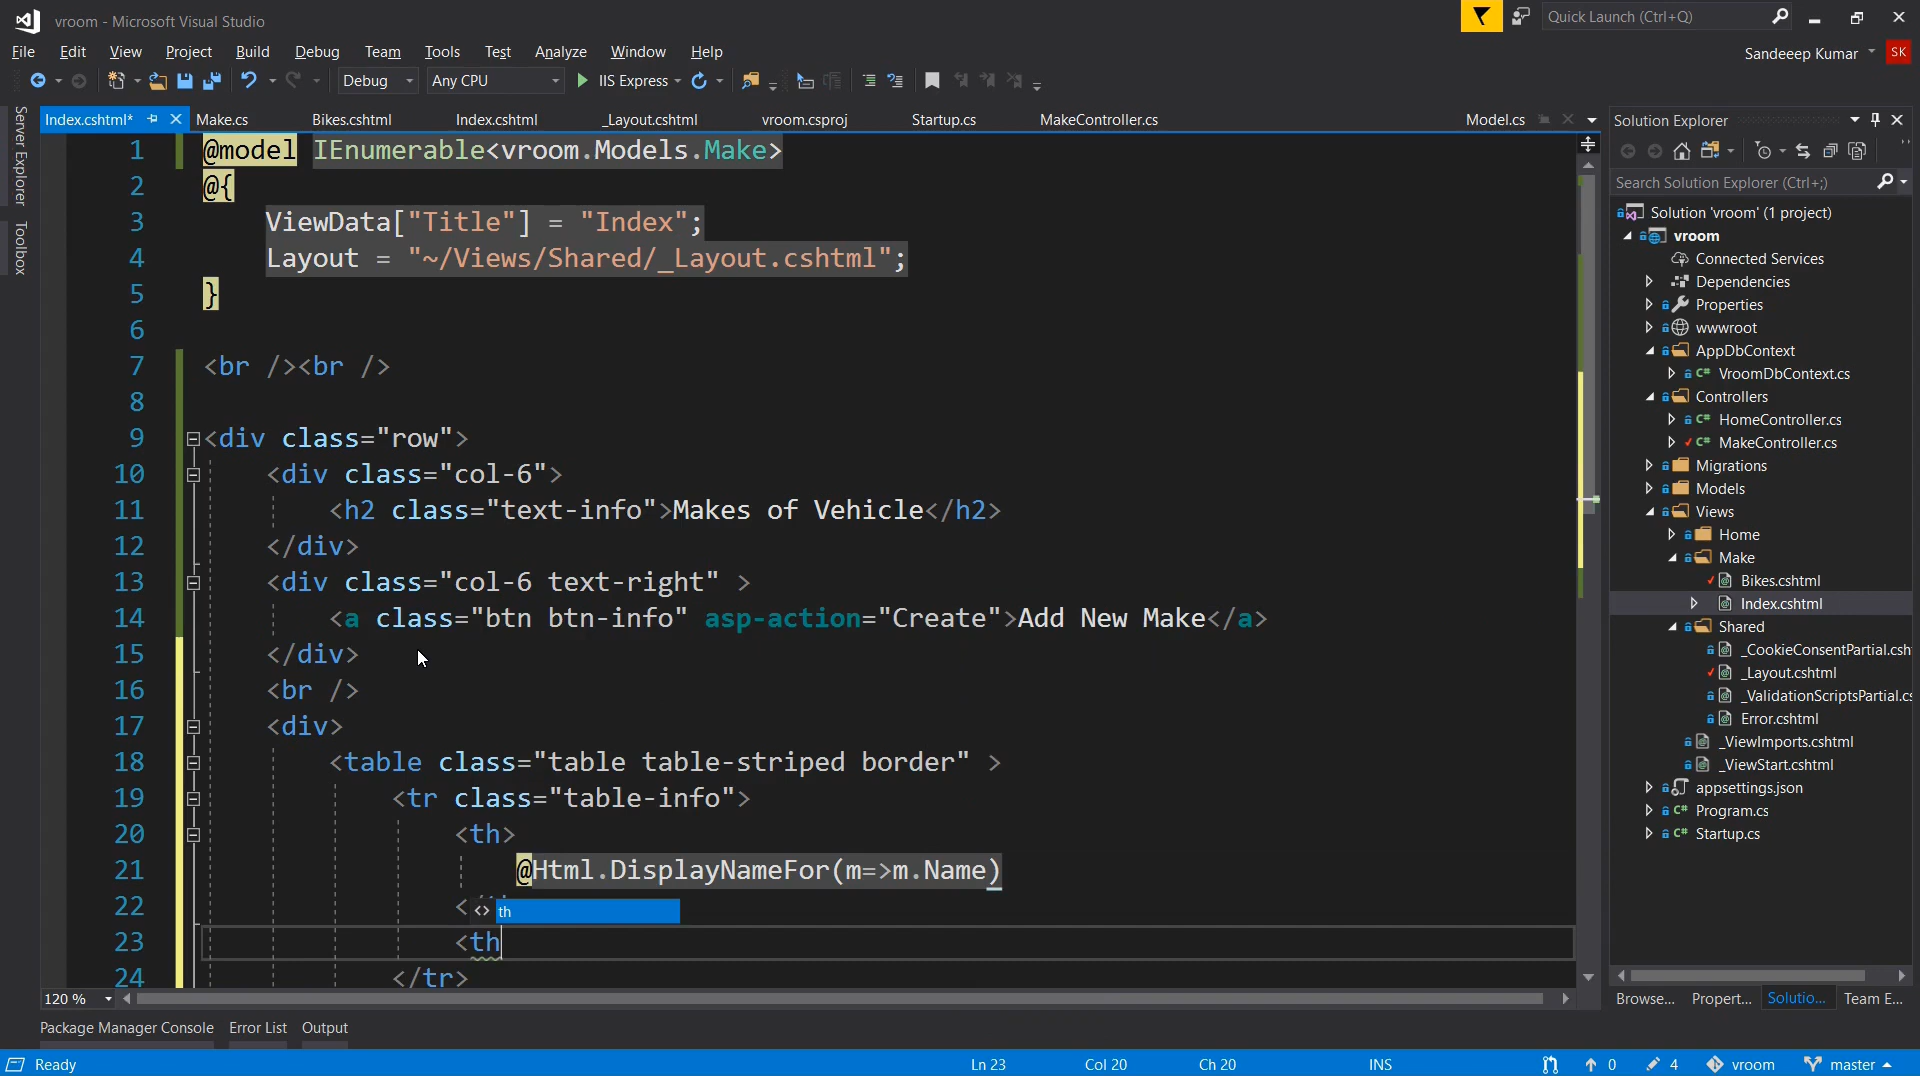 vroom - Microsoft Visual Studio
Quick Launch (Ctrl+Q)
File Edit View Project Build Debug Team Tools Test Analyze Window Help
Sandeeep Kumar SK
Debug Any CPU IIS Express
Server Explorer
Toolbox
Index.cshtml* Make.cs Bikes.cshtml Index.cshtml _Layout.cshtml vroom.csproj Startup.cs MakeController.cs Model.cs
1 @model IEnumerable<vroom.Models.Make>
2 @{
3 ViewData["Title"] = "Index";
4 Layout = "~/Views/Shared/_Layout.cshtml";
5 }
6
7 <br /><br />
8
9 <div class="row">
10 <div class="col-6">
11 <h2 class="text-info">Makes of Vehicle</h2>
12 </div>
13 <div class="col-6 text-right" >
14 <a class="btn btn-info" asp-action="Create">Add New Make</a>
15 </div>
16 <br />
17 <div>
18 <table class="table table-striped border" >
19 <tr class="table-info">
20 <th>
21 @Html.DisplayNameFor(m=>m.Name)
22 <
th
23 <th
24 </tr>
120 %
Solution Explorer
Search Solution Explorer (Ctrl+;)
Solution 'vroom' (1 project)
vroom
Connected Services
Dependencies
Properties
wwwroot
AppDbContext
VroomDbContext.cs
Controllers
HomeController.cs
MakeController.cs
Migrations
Models
Views
Home
Make
Bikes.cshtml
Index.cshtml
Shared
_CookieConsentPartial.csh
_Layout.cshtml
_ValidationScriptsPartial.cs
Error.cshtml
_ViewImports.cshtml
_ViewStart.cshtml
appsettings.json
Program.cs
Startup.cs
Browse... Propert... Solutio... Team E...
Package Manager Console Error List Output
Ready Ln 23 Col 20 Ch 20 INS 0 4 vroom master